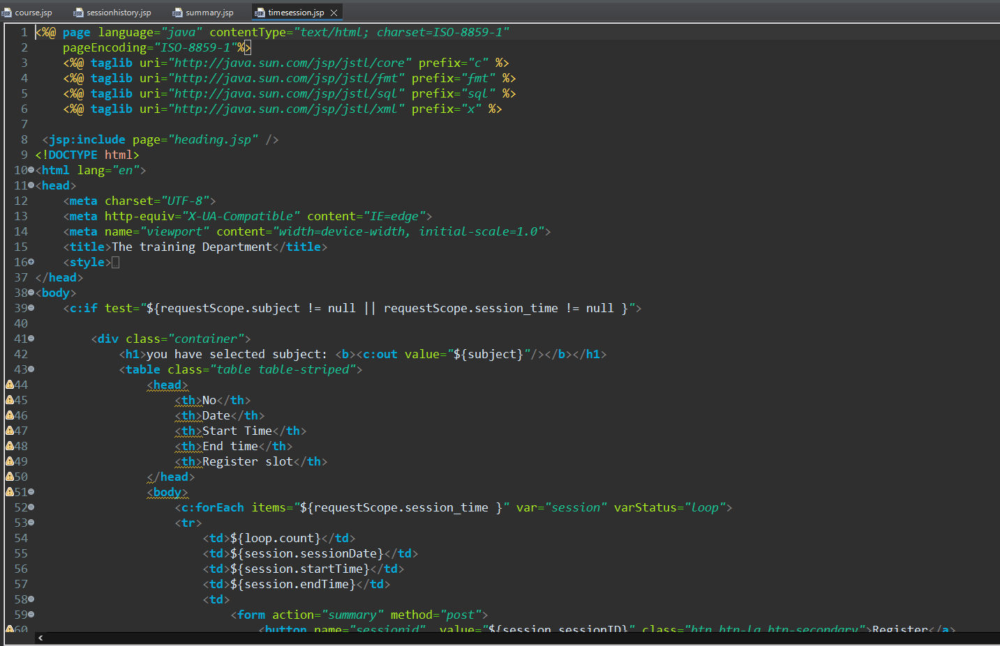 course.jsp sessionhistory.jsp summary.jsp timesession.jsp
1 <%@ page language="java" contentType="text/html; charset=ISO-8859-1"
2 pageEncoding="ISO-8859-1"%>
3 <%@ taglib uri="http://java.sun.com/jsp/jstl/core" prefix="c" %>
4 <%@ taglib uri="http://java.sun.com/jsp/jstl/fmt" prefix="fmt" %>
5 <%@ taglib uri="http://java.sun.com/jsp/jstl/sql" prefix="sql" %>
6 <%@ taglib uri="http://java.sun.com/jsp/jstl/xml" prefix="x" %>
7
8 <jsp:include page="heading.jsp" />
9 <!DOCTYPE html>
10 <html lang="en">
11 <head>
12 <meta charset="UTF-8">
13 <meta http-equiv="X-UA-Compatible" content="IE=edge">
14 <meta name="viewport" content="width=device-width, initial-scale=1.0">
15 <title>The training Department</title>
16 <style>
37 </head>
38 <body>
39 <c:if test="${requestScope.subject != null || requestScope.session_time != null }">
40
41 <div class="container">
42 <h1>you have selected subject: <b><c:out value="${subject}"/></b></h1>
43 <table class="table table-striped">
44 <head>
45 <th>No</th>
46 <th>Date</th>
47 <th>Start Time</th>
48 <th>End time</th>
49 <th>Register slot</th>
50 </head>
51 <body>
52 <c:forEach items="${requestScope.session_time }" var="session" varStatus="loop">
53 <tr>
54 <td>${loop.count}</td>
55 <td>${session.sessionDate}</td>
56 <td>${session.startTime}</td>
57 <td>${session.endTime}</td>
58 <td>
59 <form action="summary" method="post">
60 <button name="sessionid" value="${session.sessionID}" class="btn btn-lg btn-secondary">Register</a>